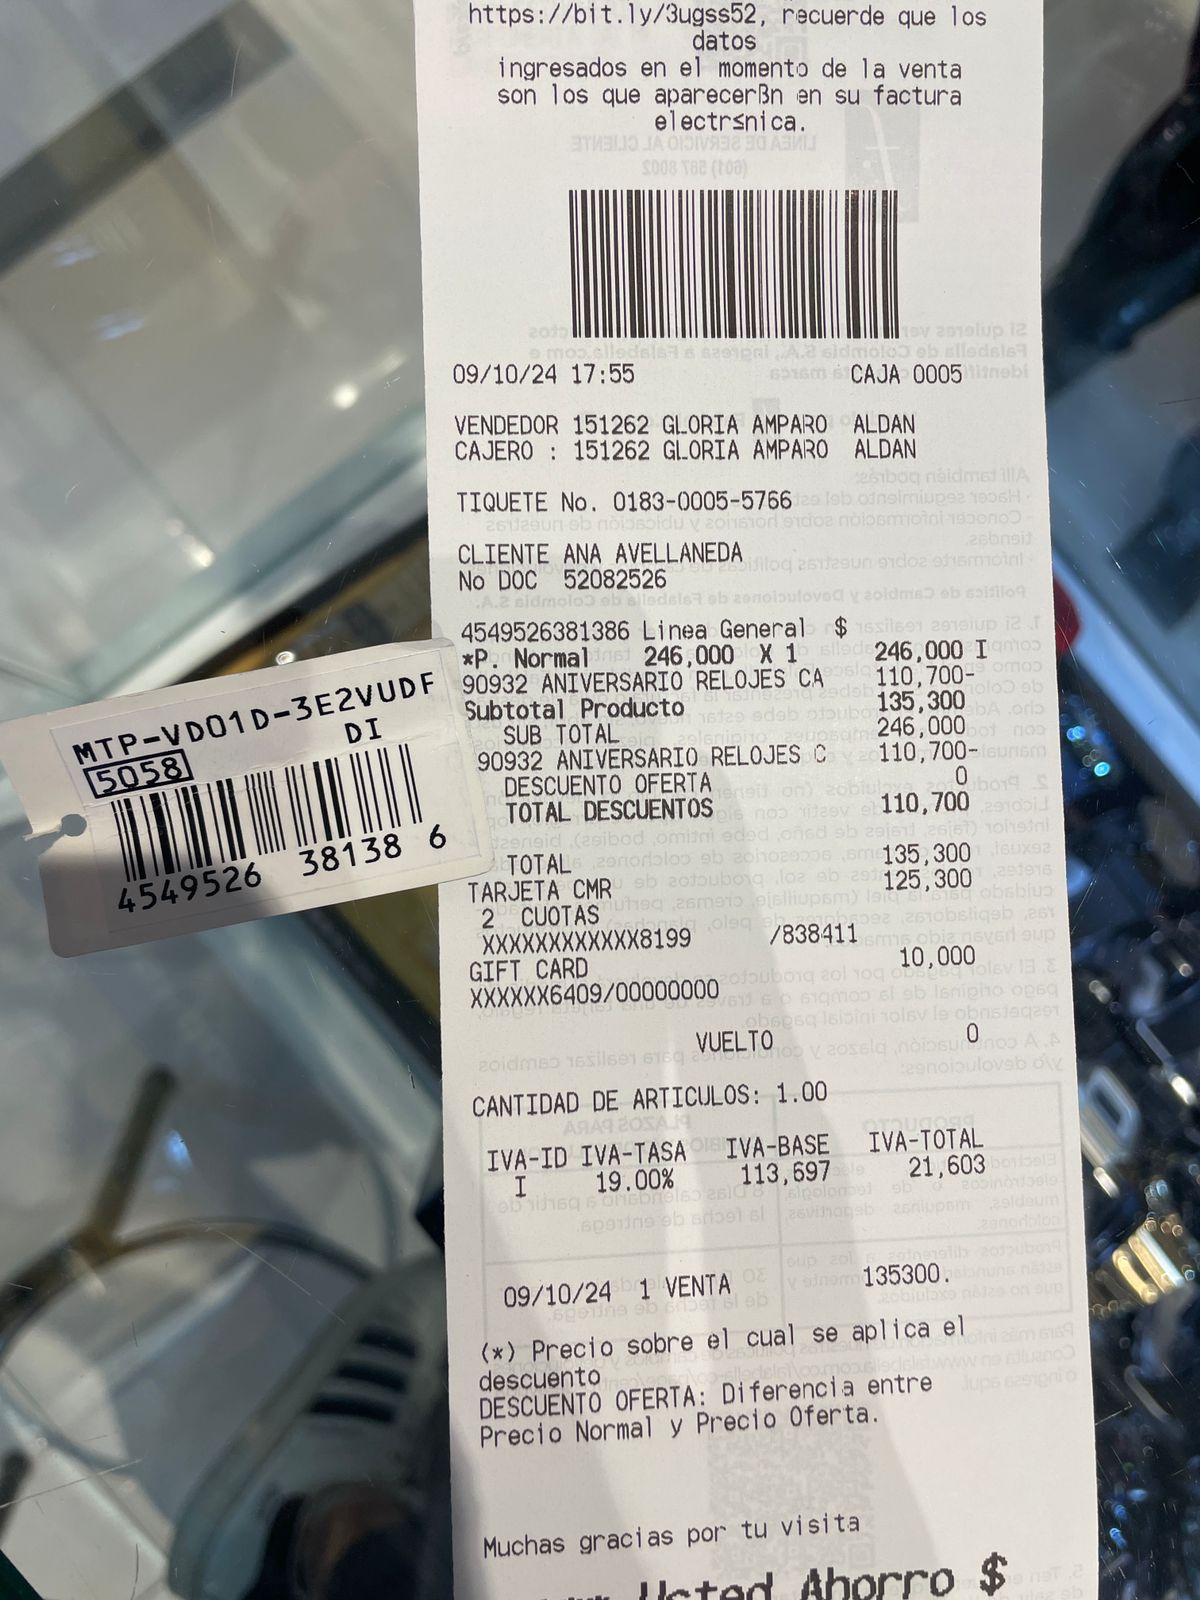 https://bit.ly/3ugss52, recuerde que los
datos
ingresados en el momento de la venta
son los que aparecerßn en su factura
electr≤nica.
LINEA DE SERVICIO AL CLIENTE
(601) 587 8002
09/10/24 17:55 CAJA 0005
VENDEDOR 151262 GLORIA AMPARO ALDAN
CAJERO : 151262 GLORIA AMPARO ALDAN
TIQUETE No. 0183-0005-5766
CLIENTE ANA AVELLANEDA
No DOC 52082526
4549526381386 Linea General $
*P. Normal 246,000 X 1 246,000 I
90932 ANIVERSARIO RELOJES CA 110,700-
Subtotal Producto 135,300
SUB TOTAL 246,000
90932 ANIVERSARIO RELOJES C 110,700-
DESCUENTO OFERTA 0
TOTAL DESCUENTOS 110,700
TOTAL 135,300
TARJETA CMR 125,300
2 CUOTAS
XXXXXXXXXXXX8199 /838411
GIFT CARD 10,000
XXXXXX6409/00000000
VUELTO 0
CANTIDAD DE ARTICULOS: 1.00
IVA-ID IVA-TASA IVA-BASE IVA-TOTAL
I 19.00% 113,697 21,603
09/10/24 1 VENTA 135300.
(*) Precio sobre el cual se aplica el
descuento
DESCUENTO OFERTA: Diferencia entre
Precio Normal y Precio Oferta.
Muchas gracias por tu visita
Usted Ahorro $
MTP-VD01D-3E2VUDF
DI
5058
4549526 38138 6